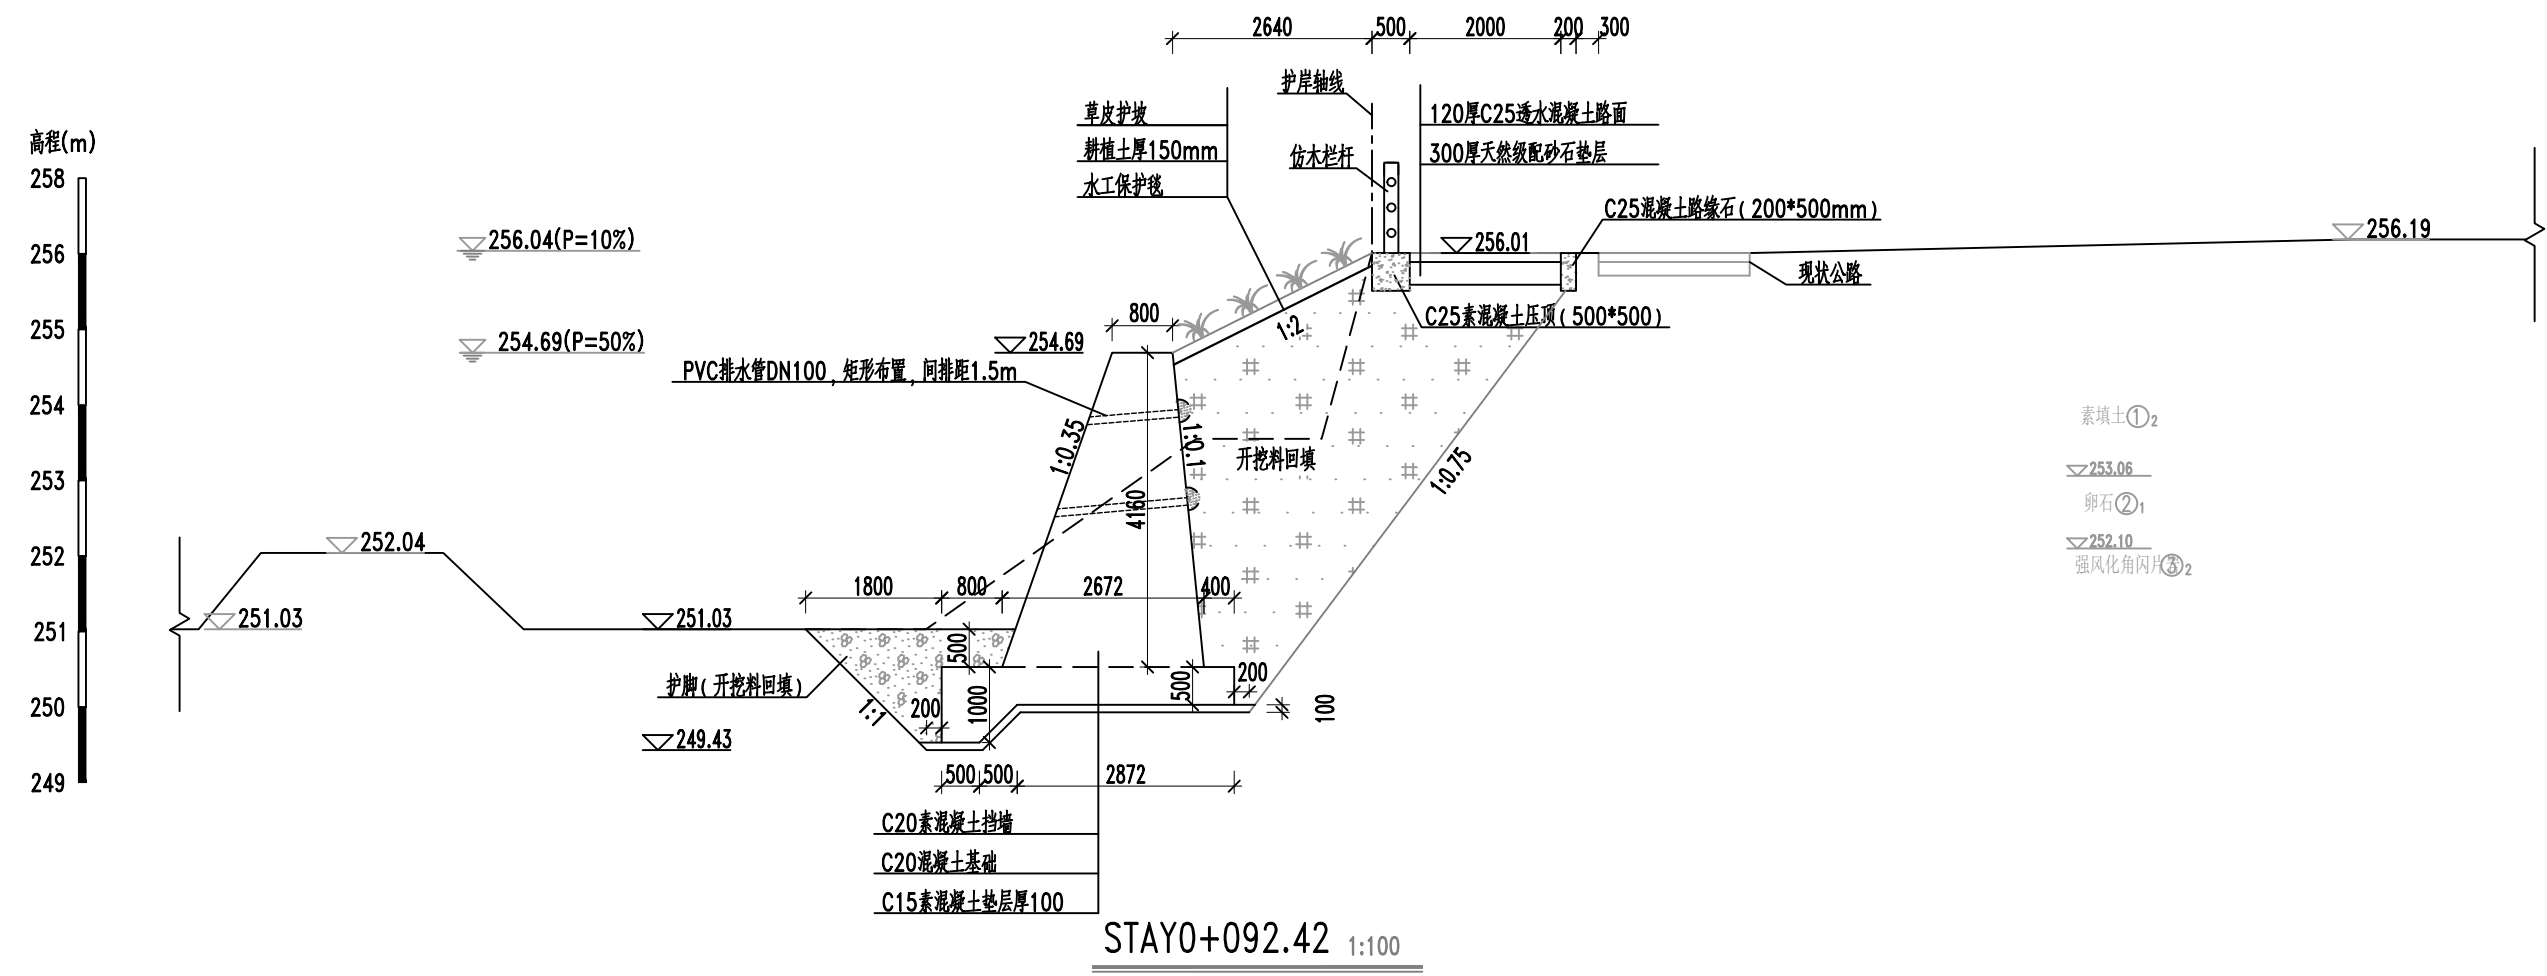 2640
500
2000
200
300
护岸轴线
草皮护坡
耕植土厚150mm
水工保护毯
120厚C25透水混凝土路面
300厚天然级配砂石垫层
仿木栏杆
C25混凝土路缘石(200*500mm)
高程(m)
258
256
255
254
253
252
251
250
249
256.04(P=10%)
254.69(P=50%)
256.01
256.19
现状公路
C25素混凝土压顶(500*500)
1:2
800
254.69
PVC排水管DN100,矩形布置,间排距1.5m
1:0.35
1:0.1
开挖料回填
1:0.75
4160
素填土①2
253.06
卵石②1
252.10
强风化角闪片③2
252.04
251.03
251.03
1800
800
2672
400
500
1000
500
200
100
护脚(开挖料回填)
1:1
200
249.43
500
500
2872
C20素混凝土挡墙
C20混凝土基础
C15素混凝土垫层厚100
STAY0+092.42 1:100